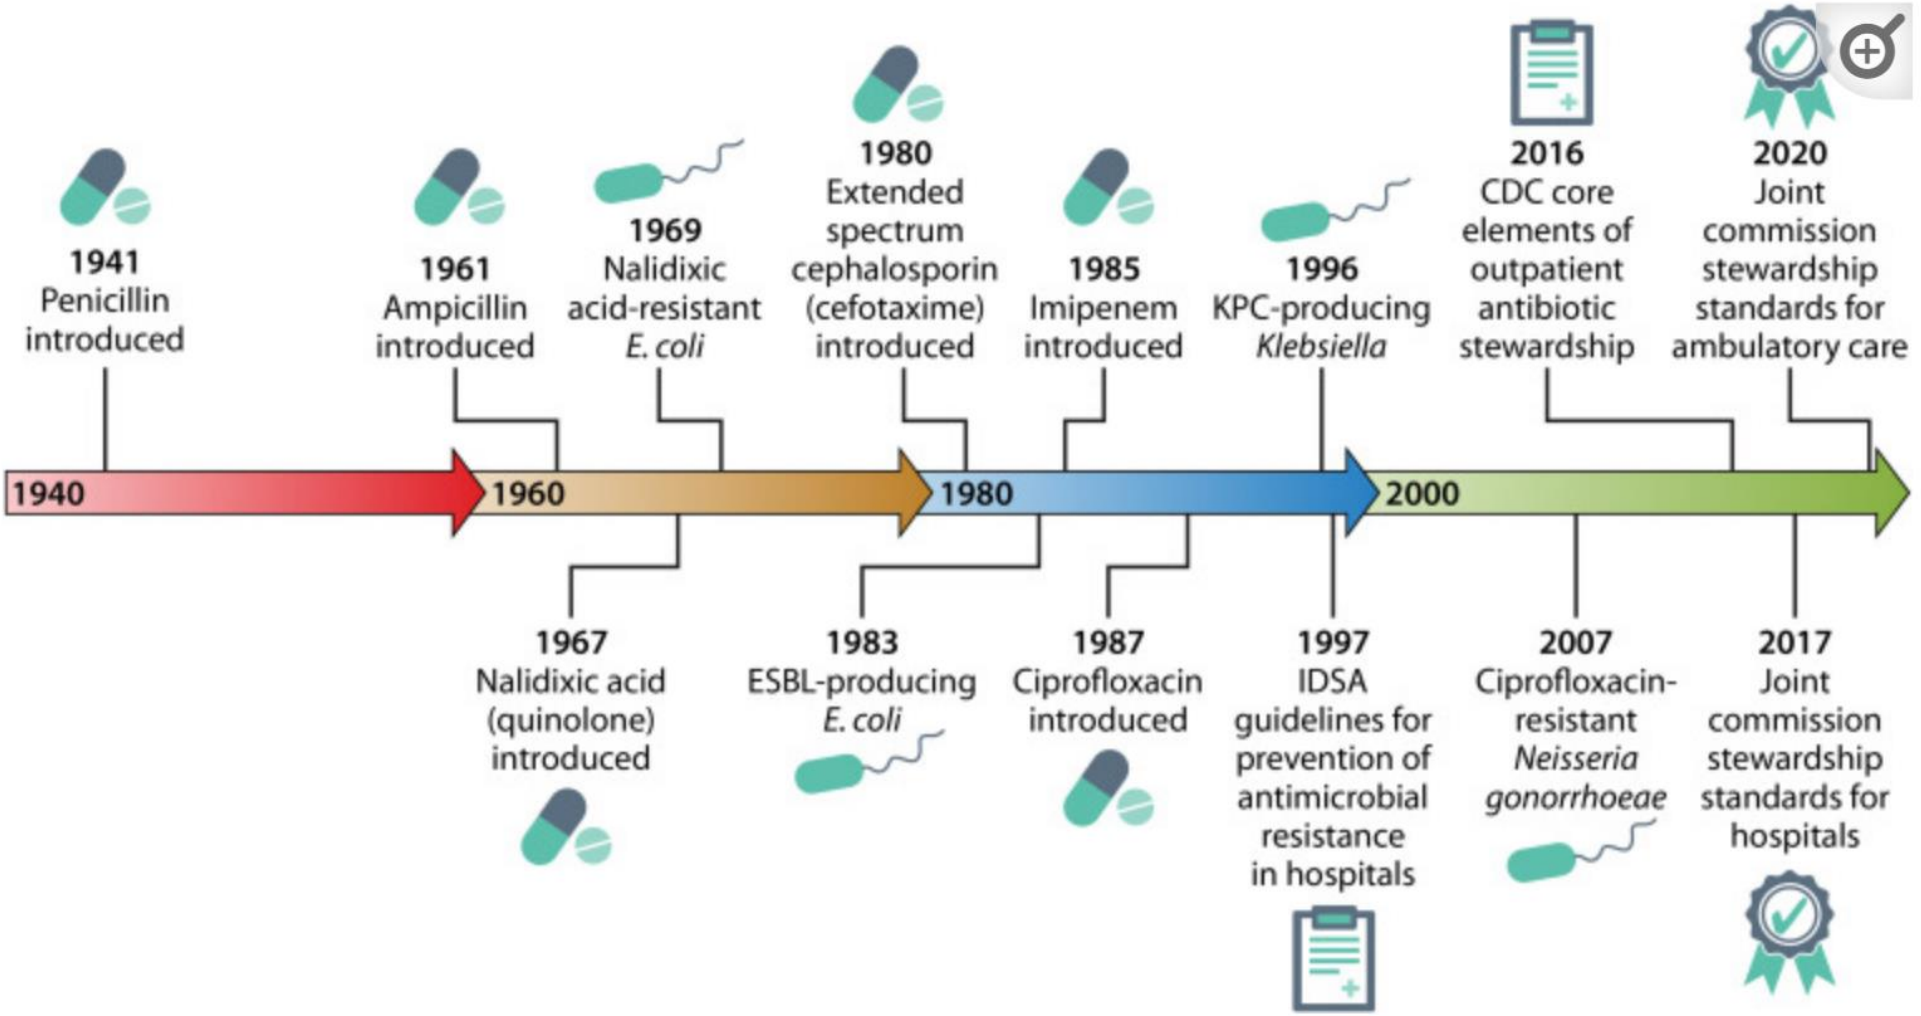 1941
Penicillin
introduced
1961
Ampicillin
introduced
1969
Nalidixic
acid-resistant
E. coli
1980
Extended
spectrum
cephalosporin
(cefotaxime)
introduced
1985
Imipenem
introduced
1996
KPC-producing
Klebsiella
2016
CDC core
elements of
outpatient
antibiotic
stewardship
2020
Joint
commission
stewardship
standards for
ambulatory care
1940
1960
1980
2000
1967
Nalidixic acid
(quinolone)
introduced
1983
ESBL-producing
E. coli
1987
Ciprofloxacin
introduced
1997
IDSA
guidelines for
prevention of
antimicrobial
resistance
in hospitals
2007
Ciprofloxacin-
resistant
Neisseria
gonorrhoeae
2017
Joint
commission
stewardship
standards for
hospitals